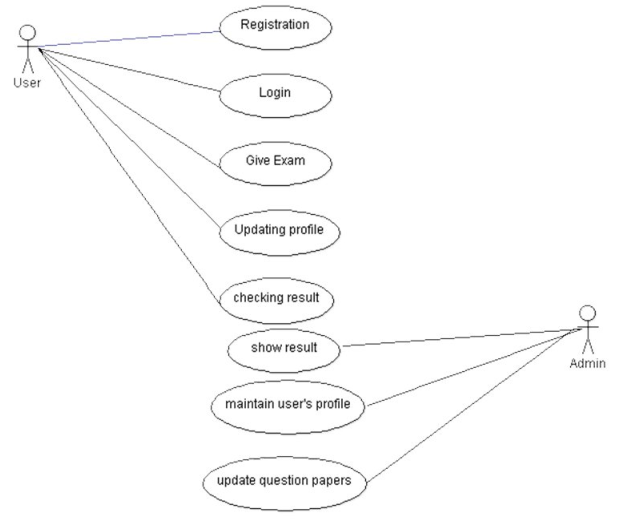 Registration
User
Login
Give Exam
Updating profile
checking result
show result
Admin
maintain user's profile
update question papers